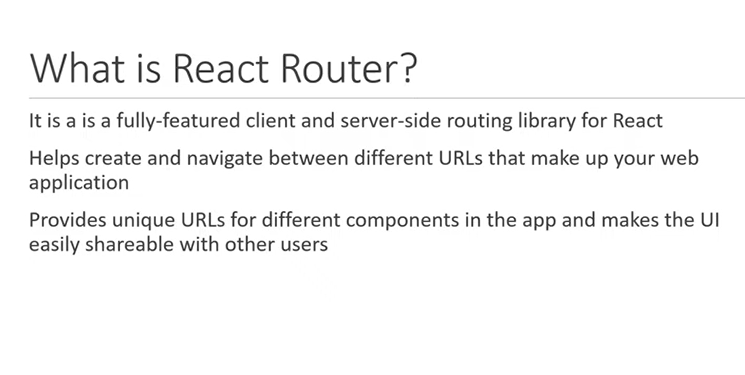 What is React Router?
It is a is a fully-featured client and server-side routing library for React
Helps create and navigate between different URLs that make up your web
application
Provides unique URLs for different components in the app and makes the UI
easily shareable with other users